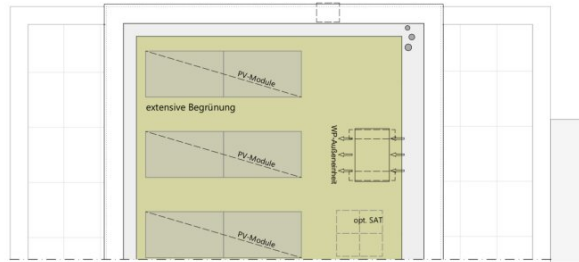 PV-Module
extensive Begrünung
PV-Module
WP-Außeneinheit
opt. SAT
PV-Module